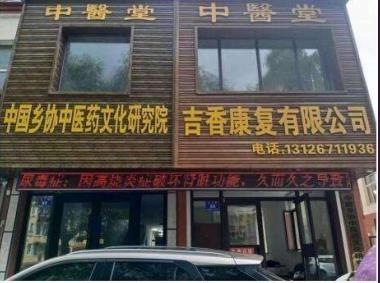 中醫堂
中醫堂
中国乡协中医药文化研究院
吉香康复有限公司
电话:13126711936
尿毒症:因高烧炎症破坏肾脏功能,久而久之导致